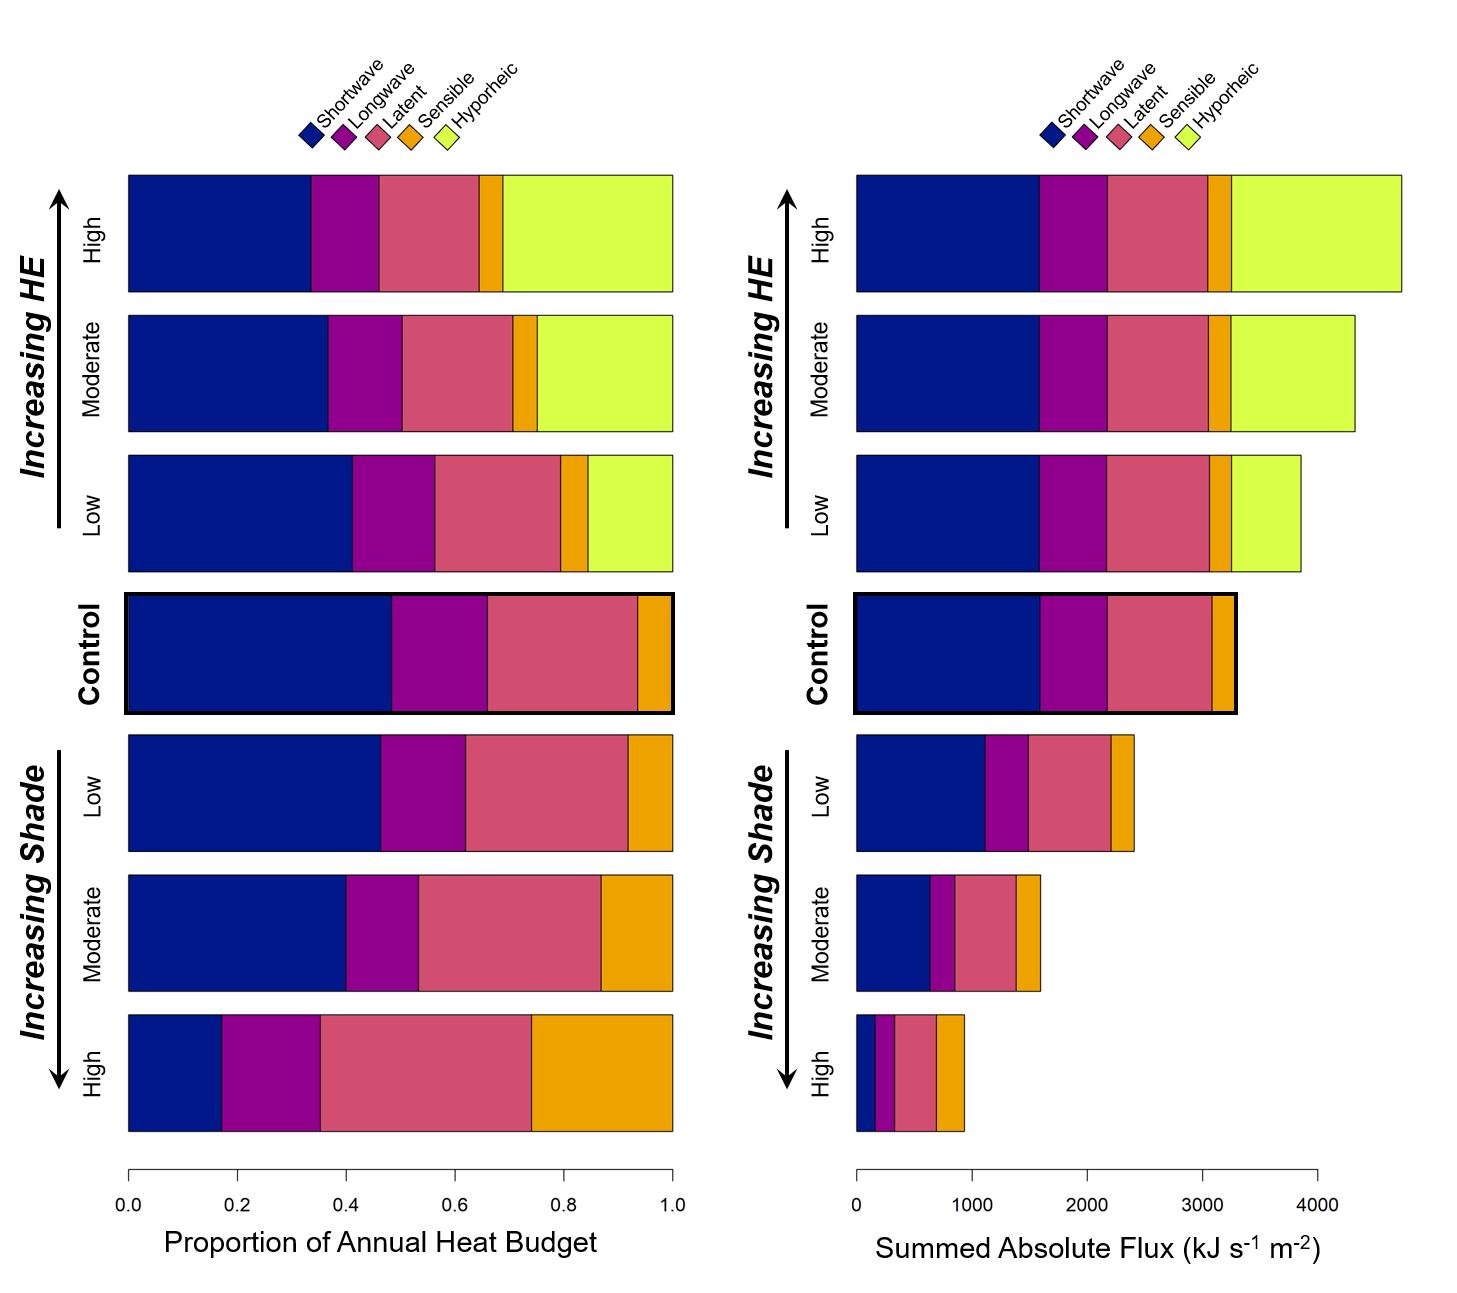 Shortwave
Longwave
Latent
Sensible
Hyporheic
Increasing HE
High
Moderate
Low
Control
Increasing Shade
Low
Moderate
High
0.0 0.2 0.4 0.6 0.8 1.0
Proportion of Annual Heat Budget
Shortwave
Longwave
Latent
Sensible
Hyporheic
Increasing HE
High
Moderate
Low
Control
Increasing Shade
Low
Moderate
High
0 1000 2000 3000 4000
Summed Absolute Flux (kJ s⁻¹ m⁻²)